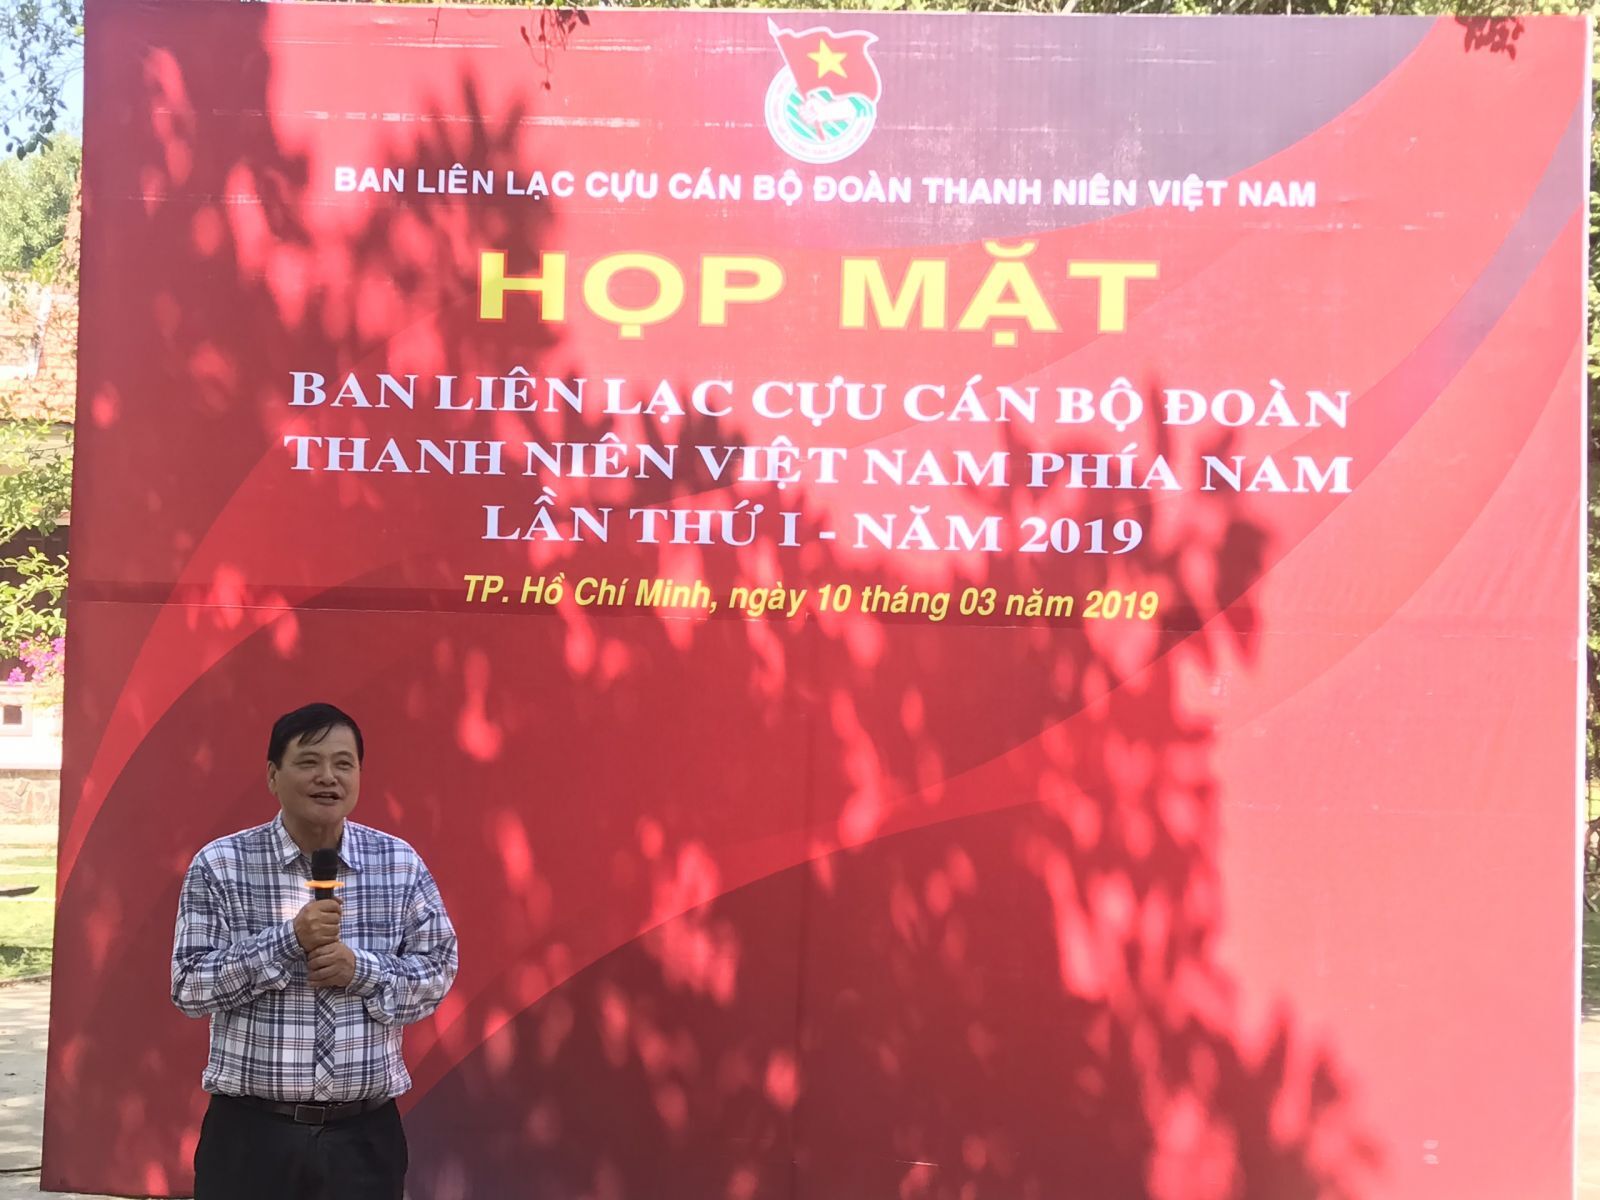 BAN LIÊN LẠC CỰU CÁN BỘ ĐOÀN THANH NIÊN VIỆT NAM
HỌP MẶT
BAN LIÊN LẠC CỰU CÁN BỘ ĐOÀN
THANH NIÊN VIỆT NAM PHÍA NAM
LẦN THỨ I - NĂM 2019
TP. Hồ Chí Minh, ngày 10 tháng 03 năm 2019